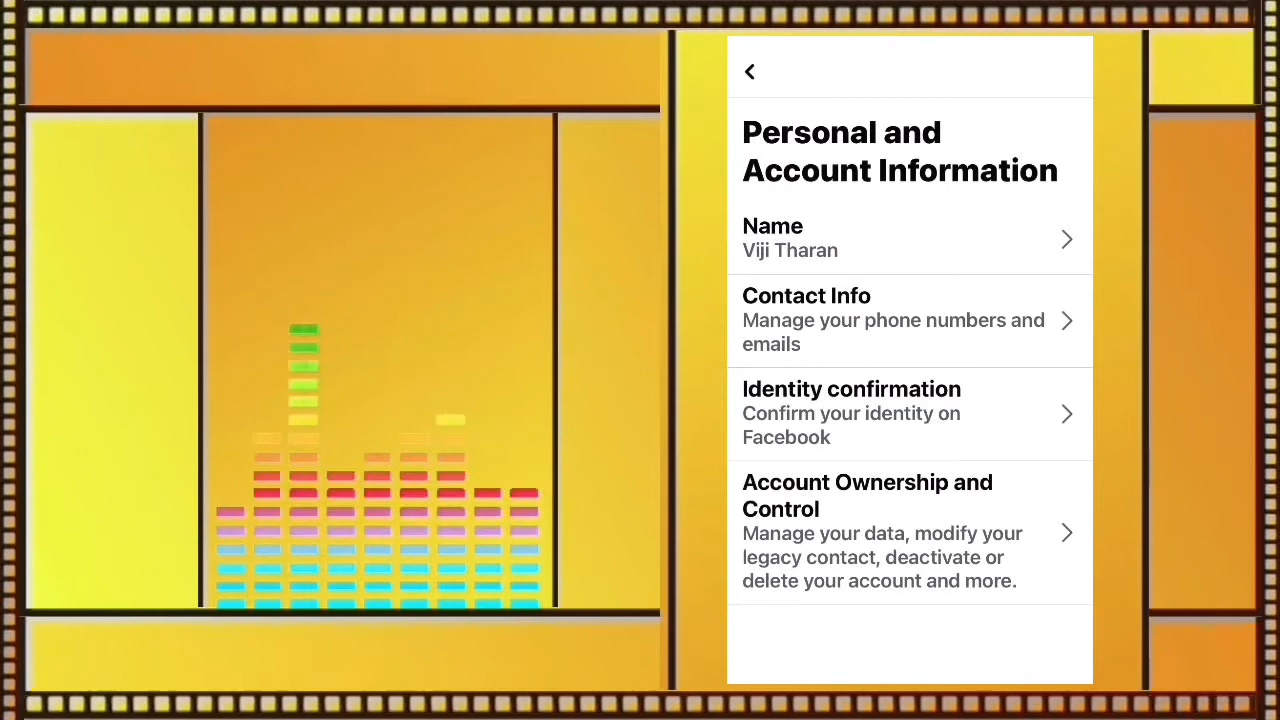 Personal and
Account Information
Name
Viji Tharan
Contact Info
Manage your phone numbers and
emails
Identity confirmation
Confirm your identity on
Facebook
Account Ownership and
Control
Manage your data, modify your
legacy contact, deactivate or
delete your account and more.